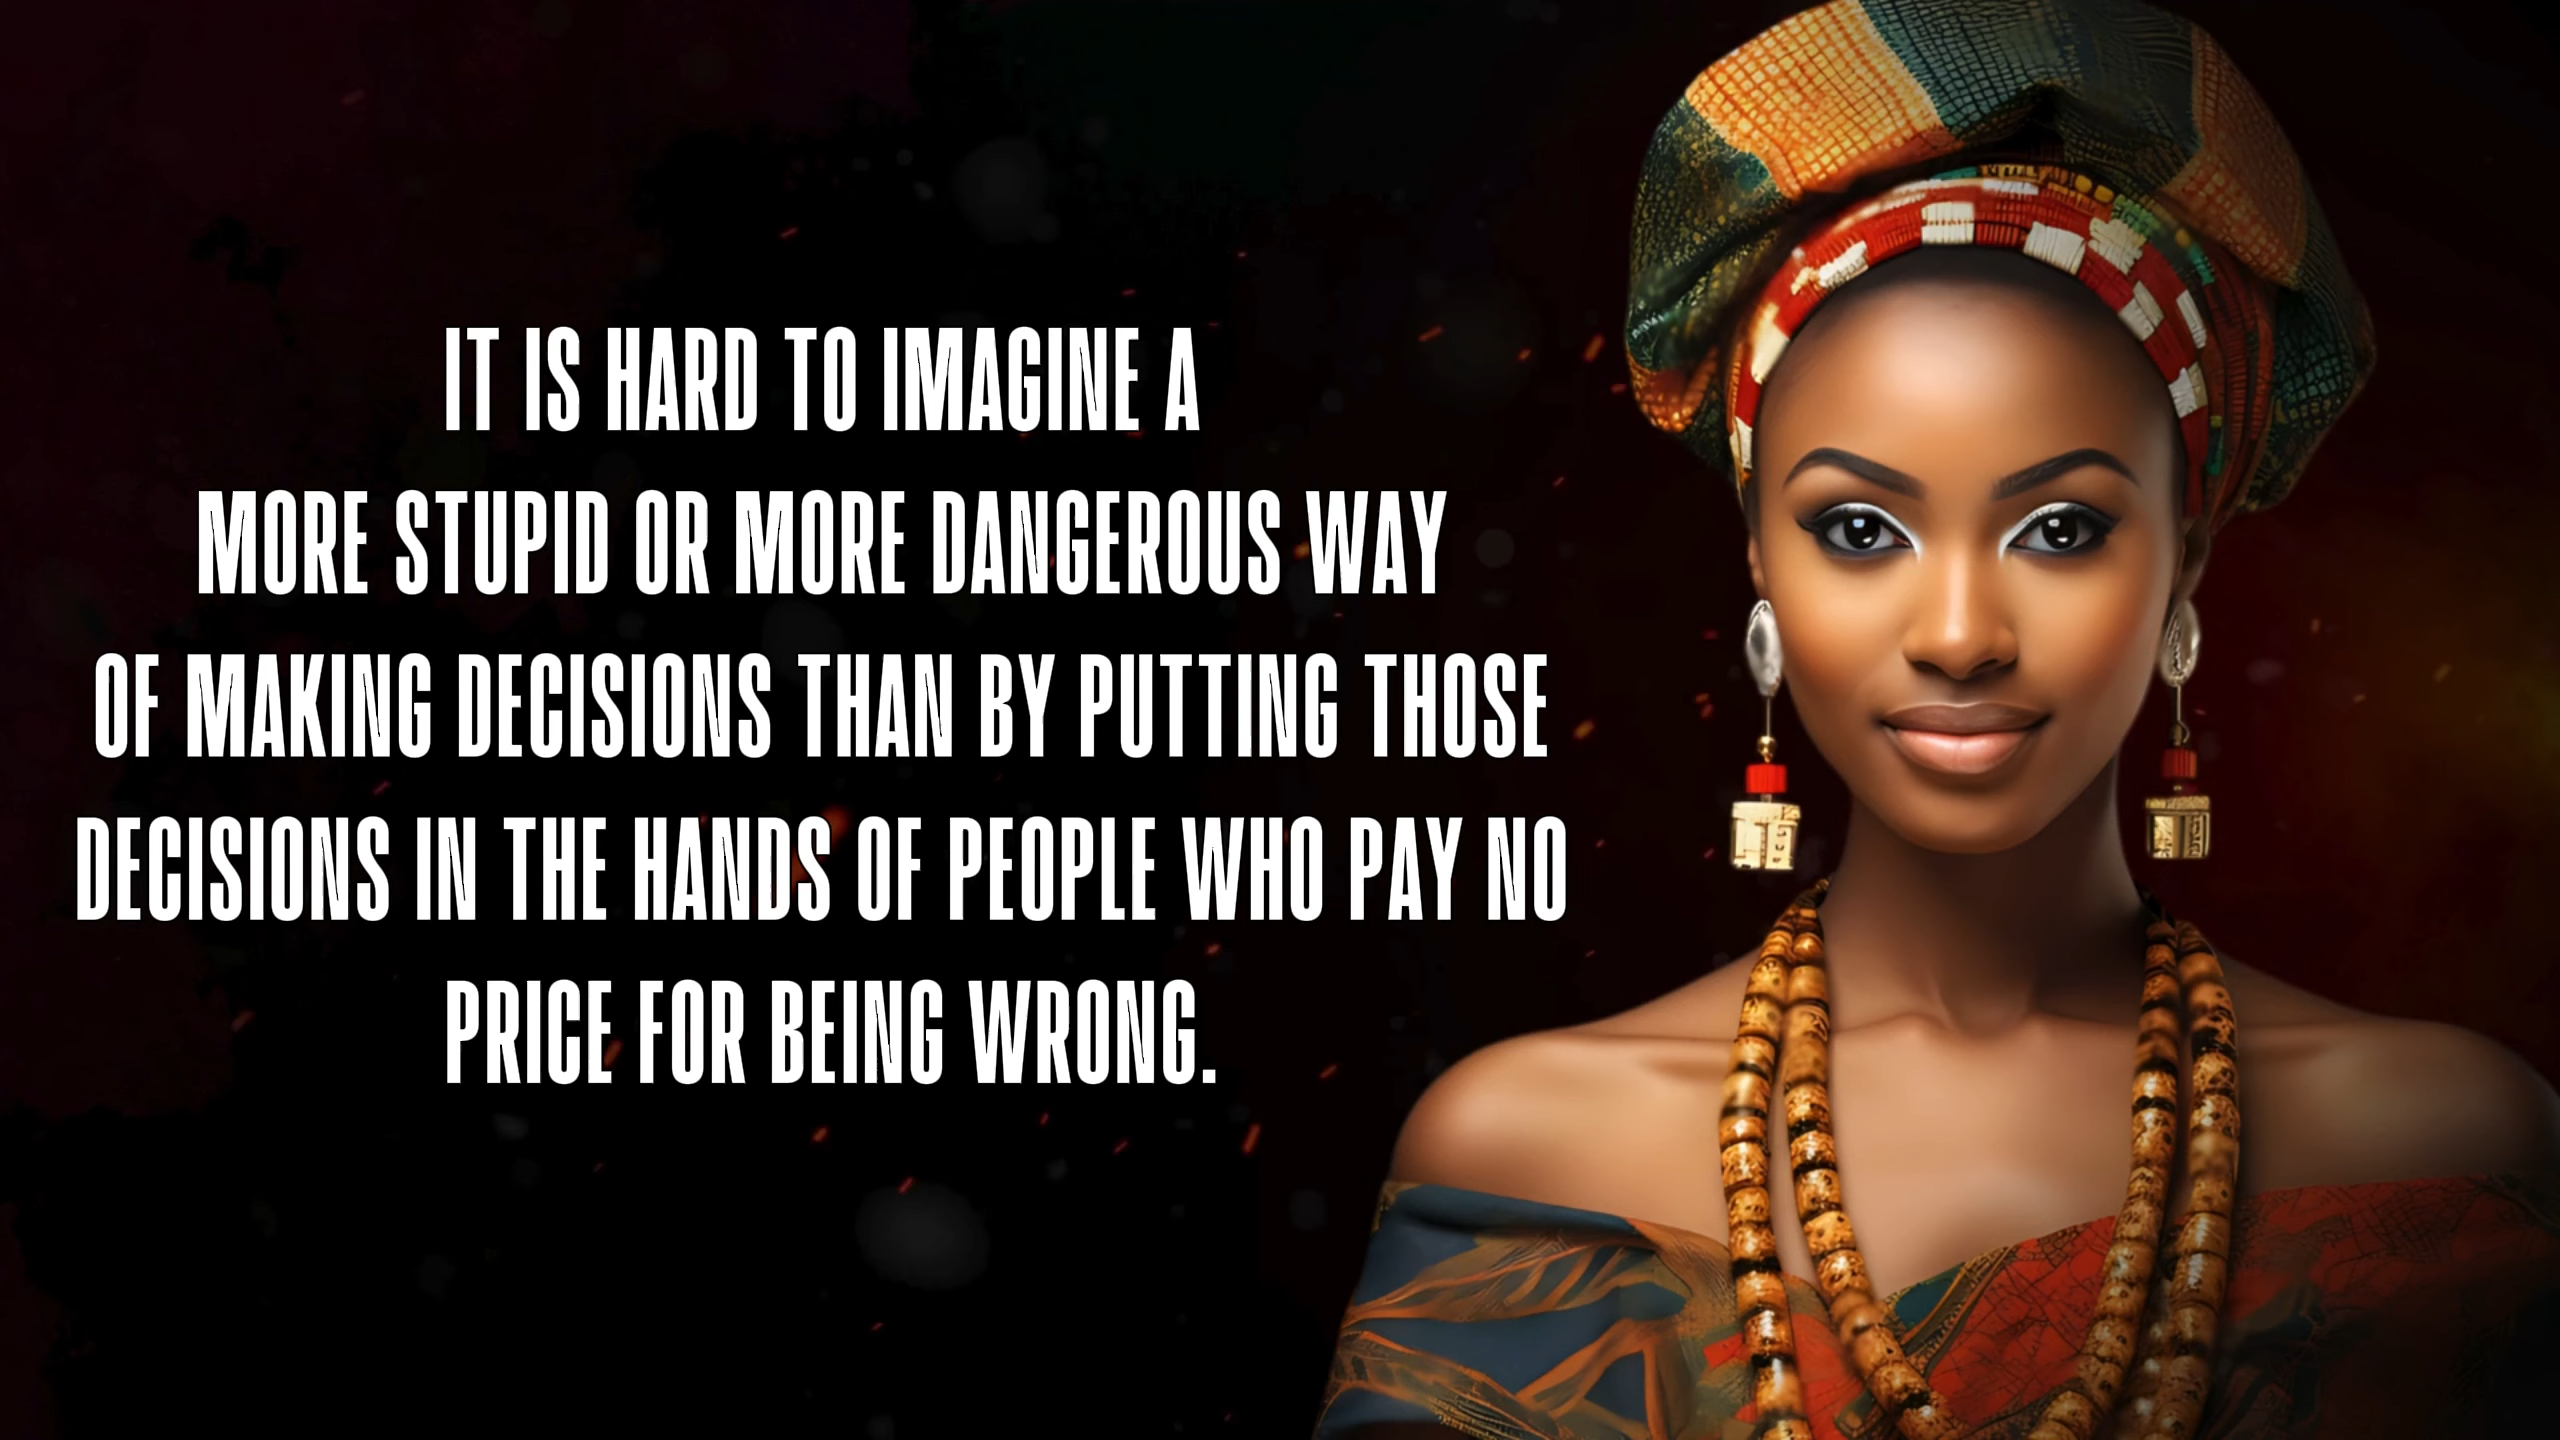 IT IS HARD TO IMAGINE A
MORE STUPID OR MORE DANGEROUS WAY
OF MAKING DECISIONS THAN BY PUTTING THOSE
DECISIONS IN THE HANDS OF PEOPLE WHO PAY NO
PRICE FOR BEING WRONG.